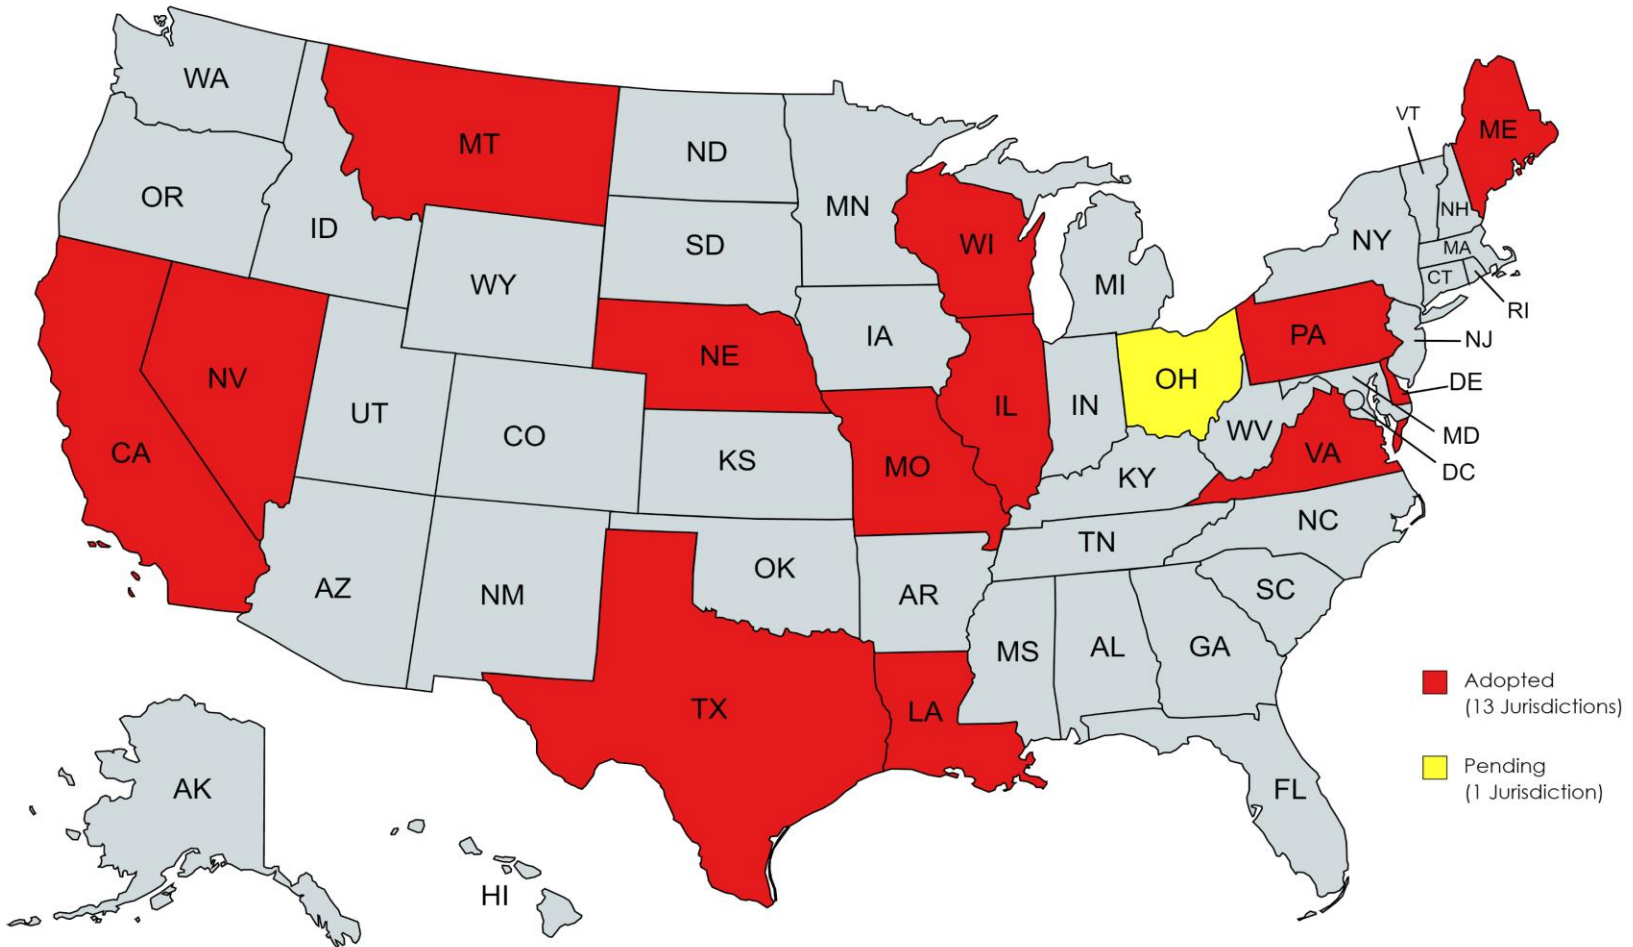 WA
MT
ND
MN
VT
ME
OR
ID
SD
WI
NY
NH
MA
CT
RI
WY
MI
NV
NE
IA
PA
NJ
OH
DE
UT
CO
IL
IN
WV
MD
CA
KS
MO
KY
VA
DC
AZ
NM
OK
AR
TN
NC
SC
MS
AL
GA
TX
LA
AK
HI
FL
Adopted
(13 Jurisdictions)
Pending
(1 Jurisdiction)